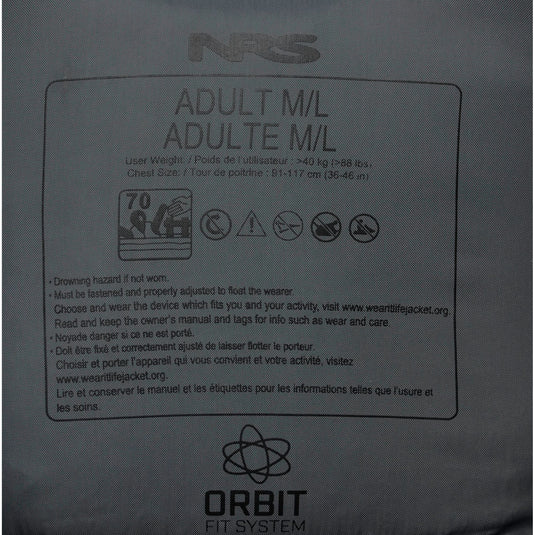 NRS
ADULT M/L
ADULTE M/L
User Weight: / Poids de l'utilisateur : >40 kg (>88 lbs.)
Chest Size: / Tour de poitrine : 91-117 cm (36-46 in)
70
• Drowning hazard if not worn.
• Must be fastened and properly adjusted to float the wearer.
Choose and wear the device which fits you and your activity, visit www.wearitlifejacket.org.
Read and keep the owner's manual and tags for info such as wear and care.
• Noyade danger si ce ne est porté.
• Doit être fixé et correctement ajusté de laisser flotter le porteur.
Choisir et porter l'appareil qui vous convient et votre activité, visitez
www.wearitlifejacket.org.
Lire et conserver le manuel et les étiquettes pour les informations telles que l'usure et
les soins.
ORBIT
FIT SYSTEM